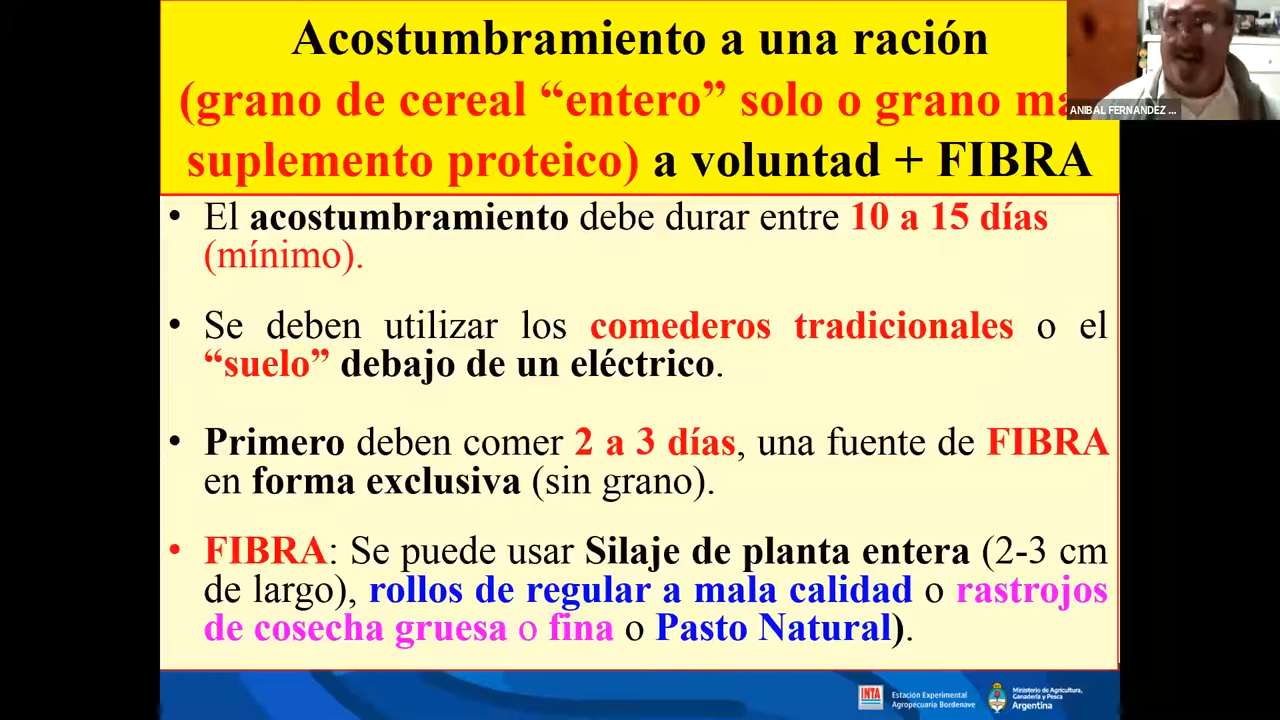 Acostumbramiento a una ración
(grano de cereal “entero” solo o grano ma
suplemento proteico) a voluntad + FIBRA
ANIBAL FERNANDEZ ...
• El acostumbramiento debe durar entre 10 a 15 días
(mínimo).
• Se deben utilizar los comederos tradicionales o el
“suelo” debajo de un eléctrico.
• Primero deben comer 2 a 3 días, una fuente de FIBRA
en forma exclusiva (sin grano).
• FIBRA: Se puede usar Silaje de planta entera (2-3 cm
de largo), rollos de regular a mala calidad o rastrojos
de cosecha gruesa o fina o Pasto Natural).
INTA
Estación Experimental
Agropecuaria Bordenave
Ministerio de Agricultura,
Ganadería y Pesca
Argentina